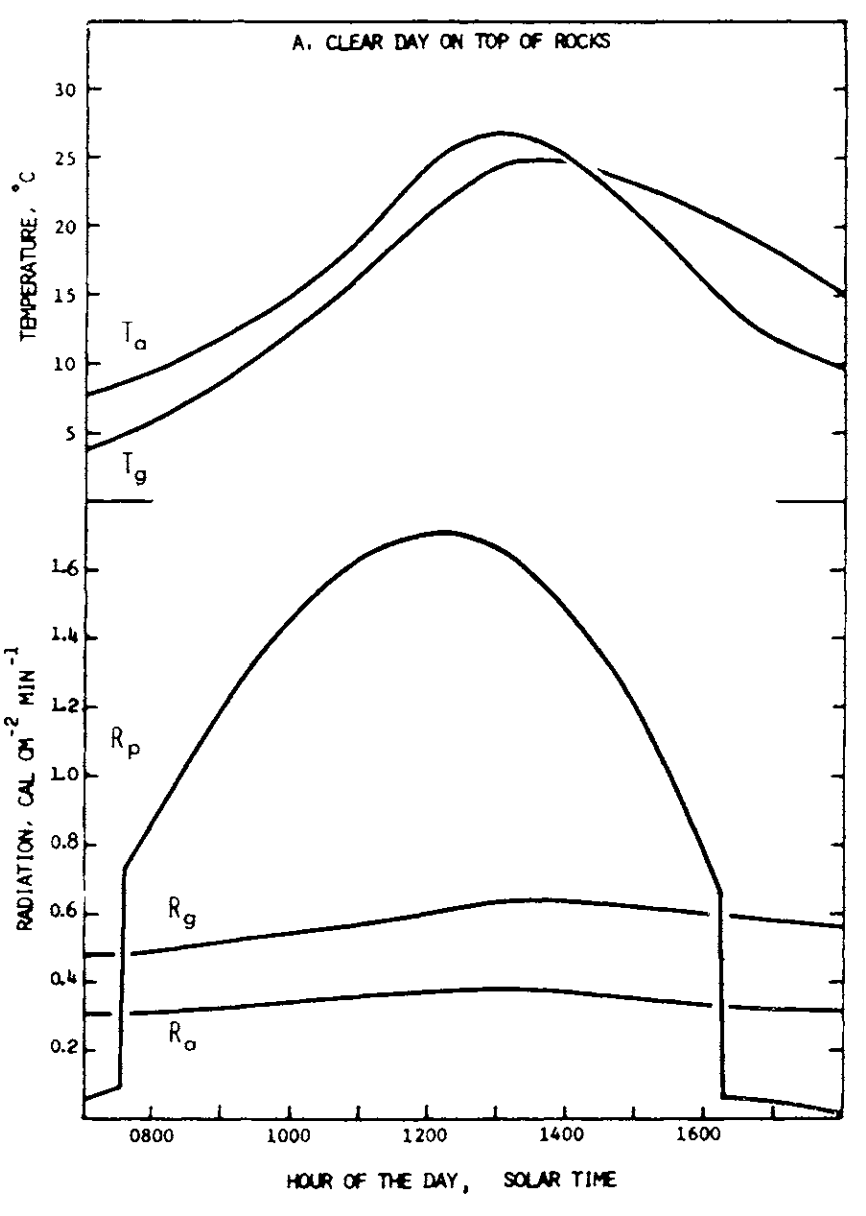 A. CLEAR DAY ON TOP OF ROCKS
30
25
20
15
10
5
TEMPERATURE, °C
Ta
Tg
1.6
1.4
1.2
1.0
0.8
0.6
0.4
0.2
RADIATION, CAL CM-2 MIN-1
Rp
Rg
Ra
0800 1000 1200 1400 1600
HOUR OF THE DAY, SOLAR TIME